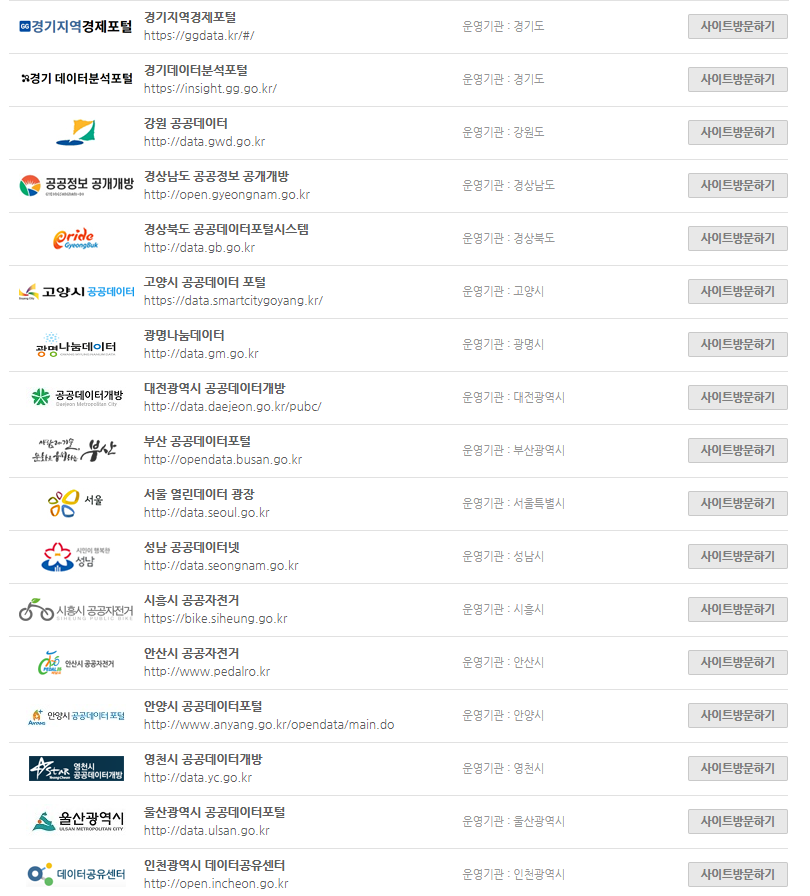 GG 경기지역경제포털
경기지역경제포털
https://ggdata.kr/#/
운영기관 : 경기도
사이트방문하기
경기 데이터분석포털
경기데이터분석포털
https://insight.gg.go.kr/
운영기관 : 경기도
사이트방문하기
강원 공공데이터
http://data.gwd.go.kr
운영기관 : 강원도
사이트방문하기
공공정보 공개개방
경상남도 공공정보 공개개방
http://open.gyeongnam.go.kr
운영기관 : 경상남도
사이트방문하기
Pride
GyeongBuk
경상북도 공공데이터포털시스템
http://data.gb.go.kr
운영기관 : 경상북도
사이트방문하기
고양시 공공데이터
고양시 공공데이터 포털
https://data.smartcitygoyang.kr/
운영기관 : 고양시
사이트방문하기
광명나눔데이터
광명나눔데이터
http://data.gm.go.kr
운영기관 : 광명시
사이트방문하기
공공데이터개방
Daejeon Metropolitan City
대전광역시 공공데이터개방
http://data.daejeon.go.kr/pubc/
운영기관 : 대전광역시
사이트방문하기
부산
부산 공공데이터포털
http://opendata.busan.go.kr
운영기관 : 부산광역시
사이트방문하기
서울
서울 열린데이터 광장
http://data.seoul.go.kr
운영기관 : 서울특별시
사이트방문하기
시민이 행복한
성남
성남 공공데이터넷
http://data.seongnam.go.kr
운영기관 : 성남시
사이트방문하기
시흥시 공공자전거
SIHEUNG PUBLIC BIKE
시흥시 공공자전거
https://bike.siheung.go.kr
운영기관 : 시흥시
사이트방문하기
안산시 공공자전거
안산시 공공자전거
http://www.pedalro.kr
운영기관 : 안산시
사이트방문하기
ANYANG
안양시 공공데이터 포털
안양시 공공데이터포털
http://www.anyang.go.kr/opendata/main.do
운영기관 : 안양시
사이트방문하기
STAR
영천시
공공데이터개방
영천시 공공데이터개방
http://data.yc.go.kr
운영기관 : 영천시
사이트방문하기
울산광역시
ULSAN METROPOLITAN CITY
울산광역시 공공데이터포털
http://data.ulsan.go.kr
운영기관 : 울산광역시
사이트방문하기
데이터공유센터
인천광역시 데이터공유센터
http://open.incheon.go.kr
운영기관 : 인천광역시
사이트방문하기